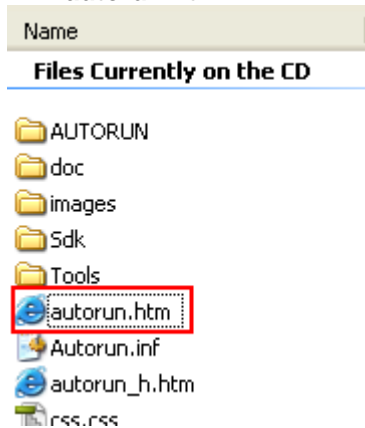 Name
Files Currently on the CD
AUTORUN
doc
images
Sdk
Tools
autorun.htm
Autorun.inf
autorun_h.htm
css.css